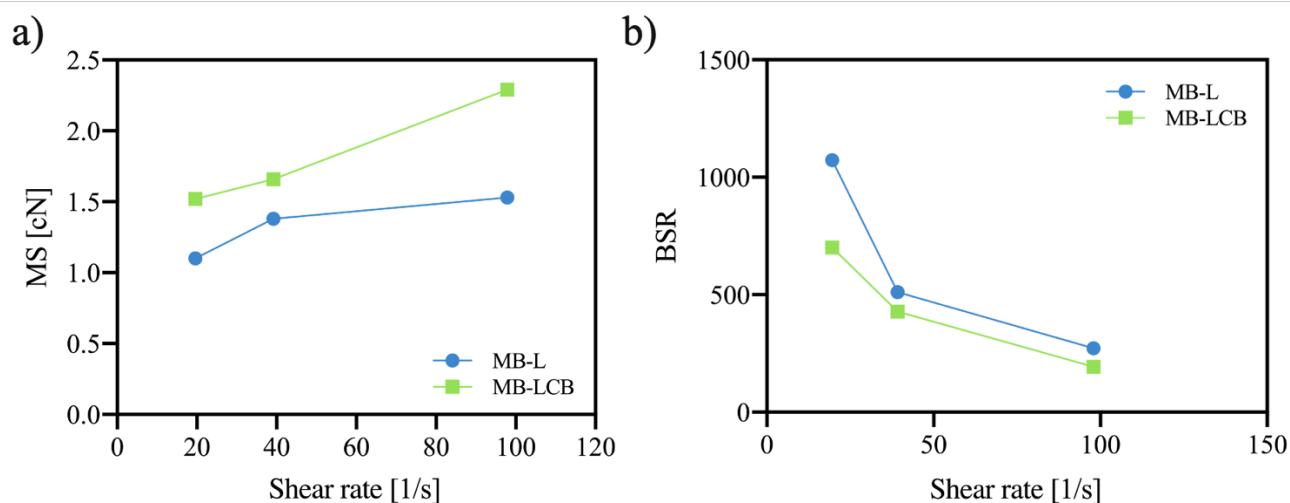 a)
MS [cN]
2.5
2.0
1.5
1.0
0.5
0.0
MB-L
MB-LCB
0 20 40 60 80 100 120
Shear rate [1/s]
b)
BSR
1500
1000
500
0
MB-L
MB-LCB
0 50 100 150
Shear rate [1/s]